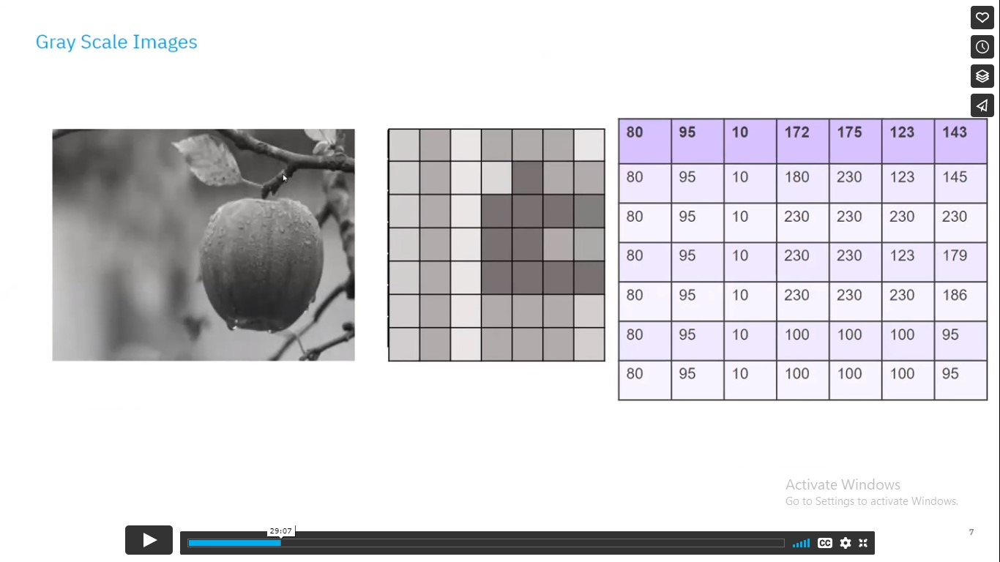 Gray Scale Images
80 95 10 172 175 123 143
80 95 10 180 230 123 145
80 95 10 230 230 230 230
80 95 10 230 230 123 179
80 95 10 230 230 230 186
80 95 10 100 100 100 95
80 95 10 100 100 100 95
Activate Windows
Go to Settings to activate Windows.
7
29:07
CC